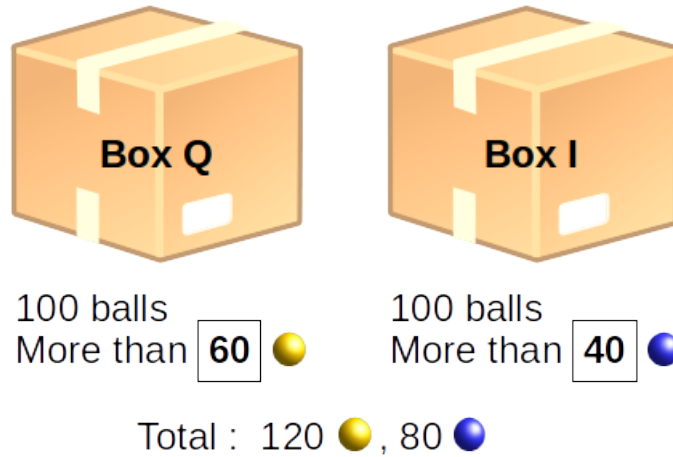 Box Q
Box I
100 balls
More than 60
100 balls
More than 40
Total : 120 , 80